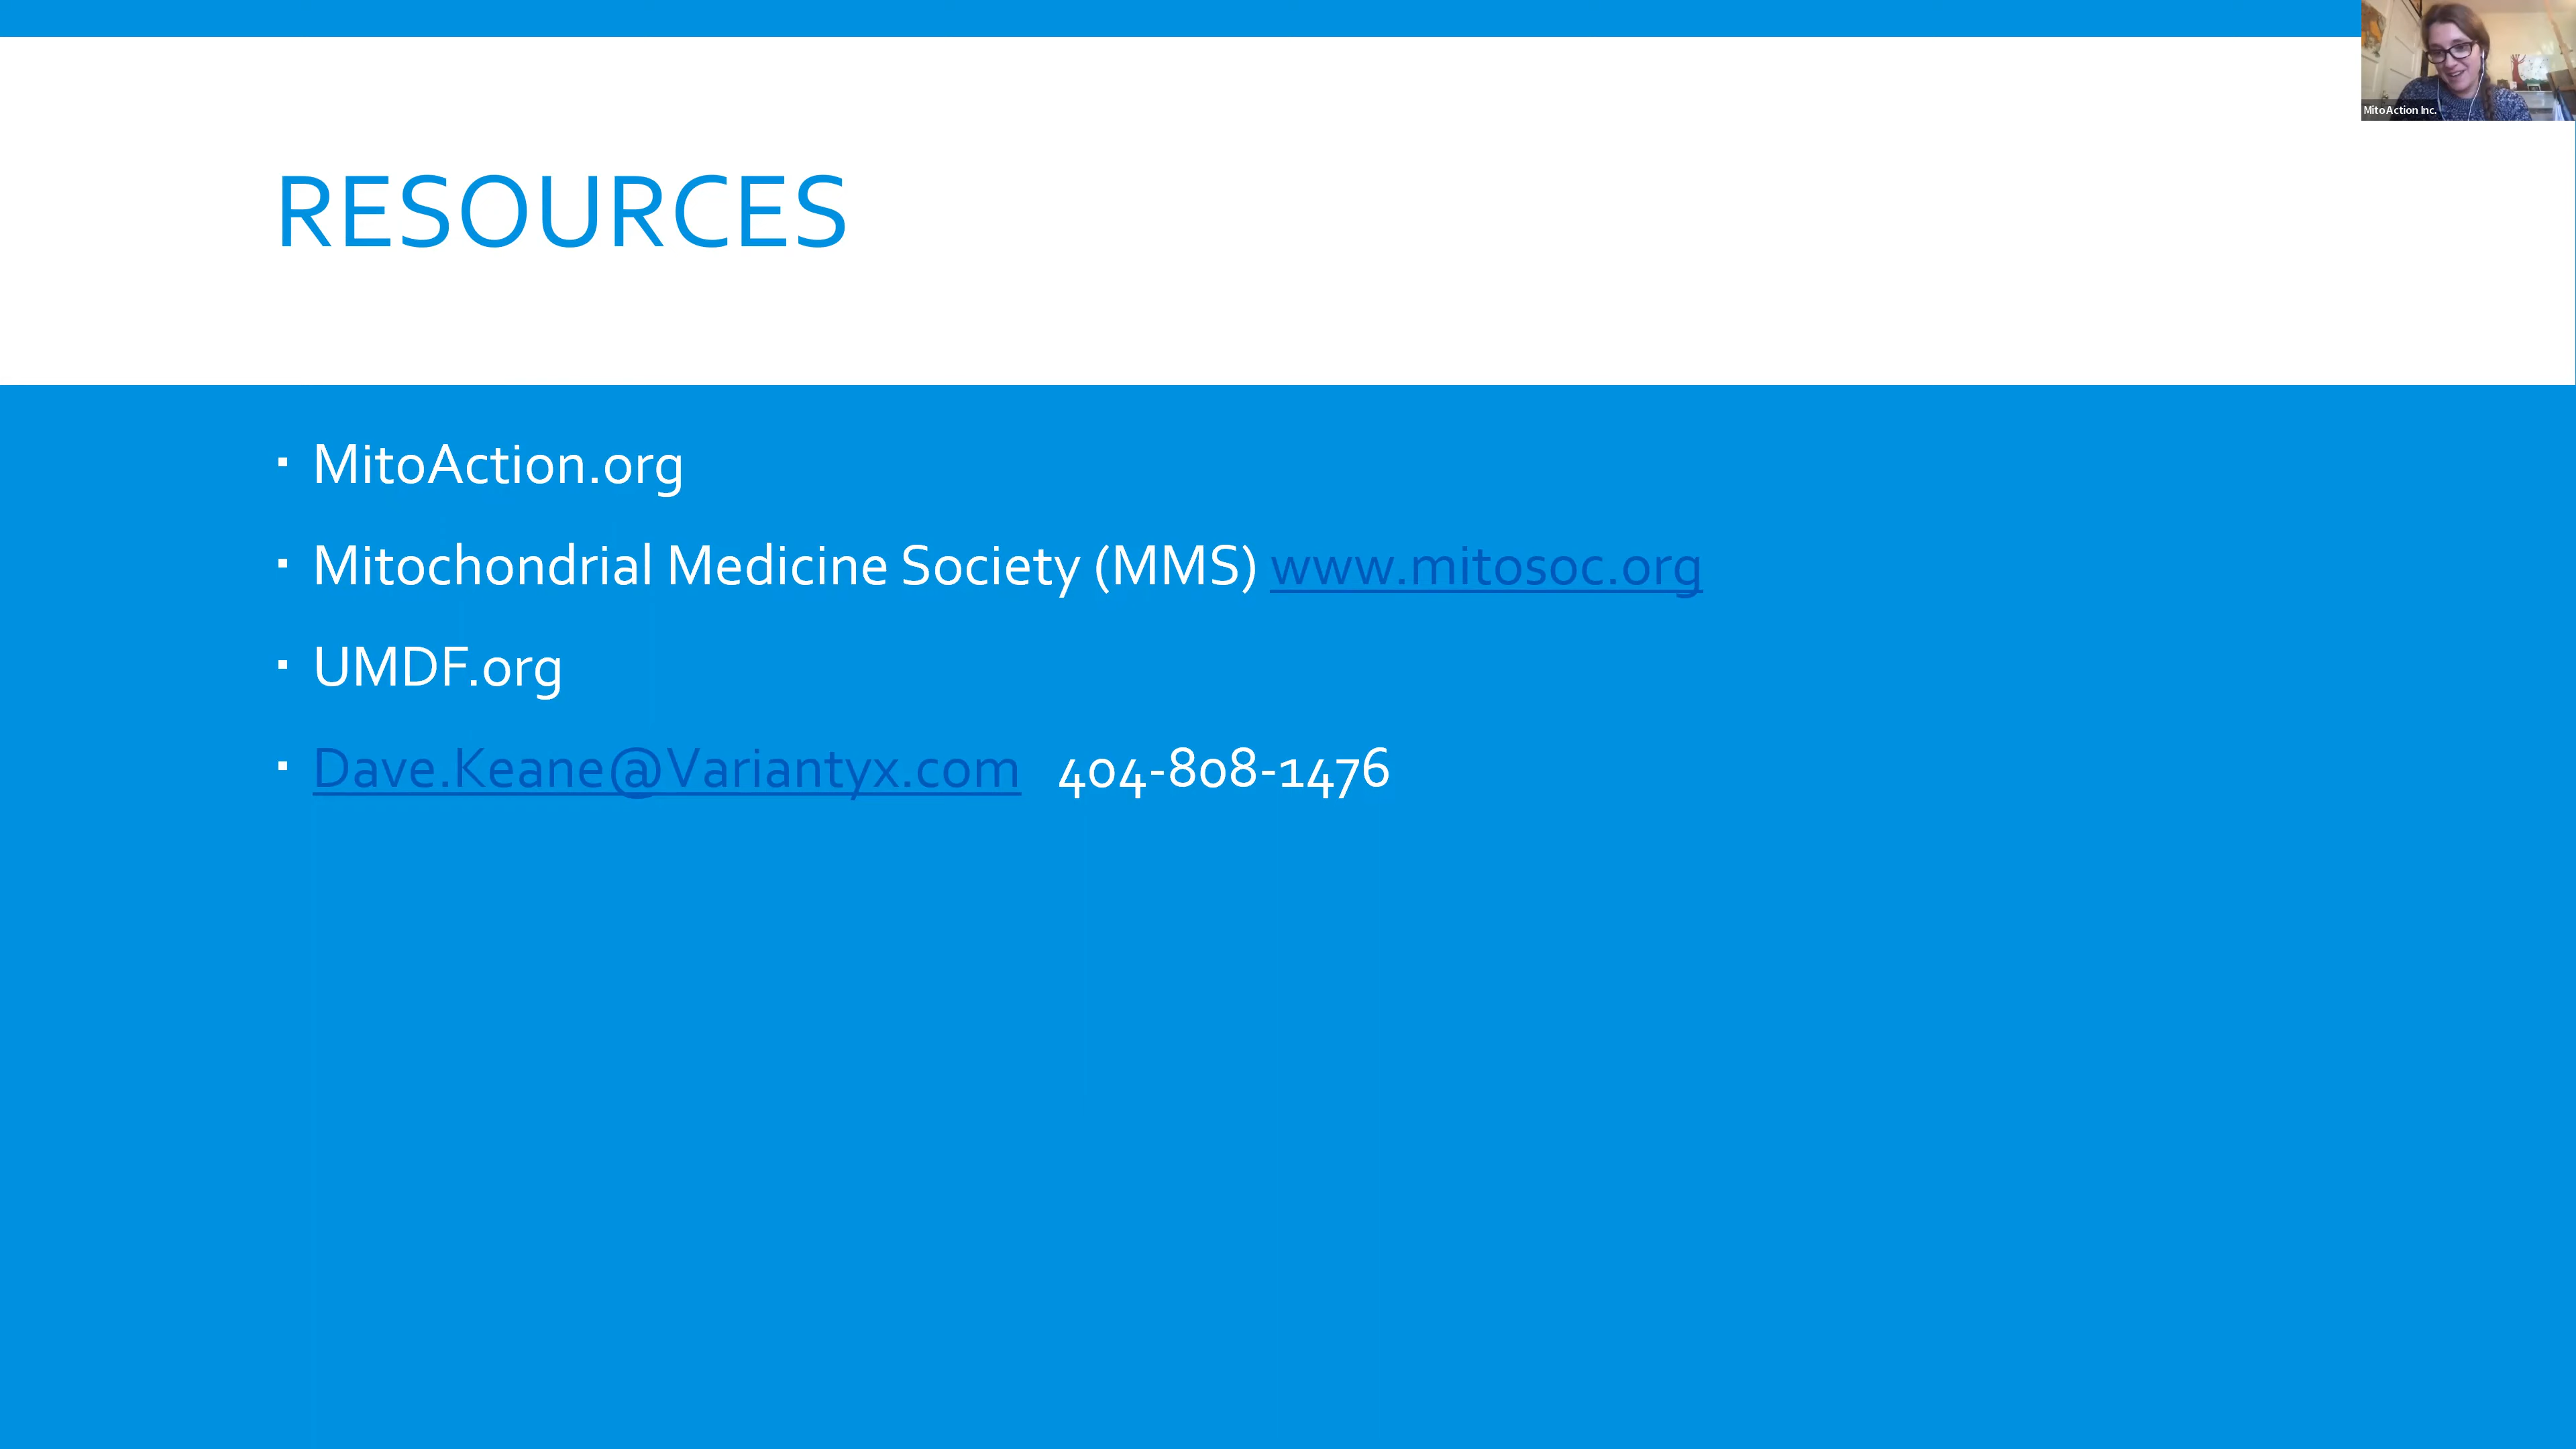 MitoAction Inc.
RESOURCES
▪ MitoAction.org
▪ Mitochondrial Medicine Society (MMS) www.mitosoc.org
▪ UMDF.org
▪ Dave.Keane@Variantyx.com 404-808-1476